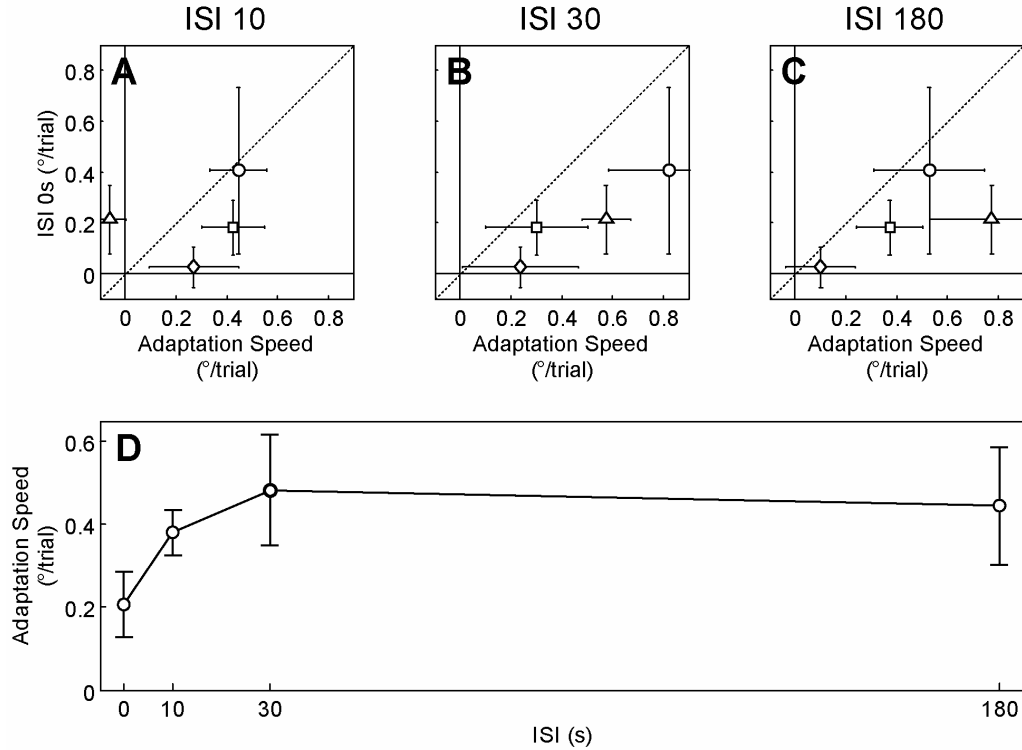 ISI 10 ISI 30 ISI 180
A B C
ISI 0s (°/trial)
0.8
0.6
0.4
0.2
0
0 0.2 0.4 0.6 0.8 0 0.2 0.4 0.6 0.8 0 0.2 0.4 0.6 0.8
Adaptation Speed Adaptation Speed Adaptation Speed
(°/trial) (°/trial) (°/trial)
D
Adaptation Speed
(°/trial)
0.6
0.4
0.2
0
0 10 30 180
ISI (s)